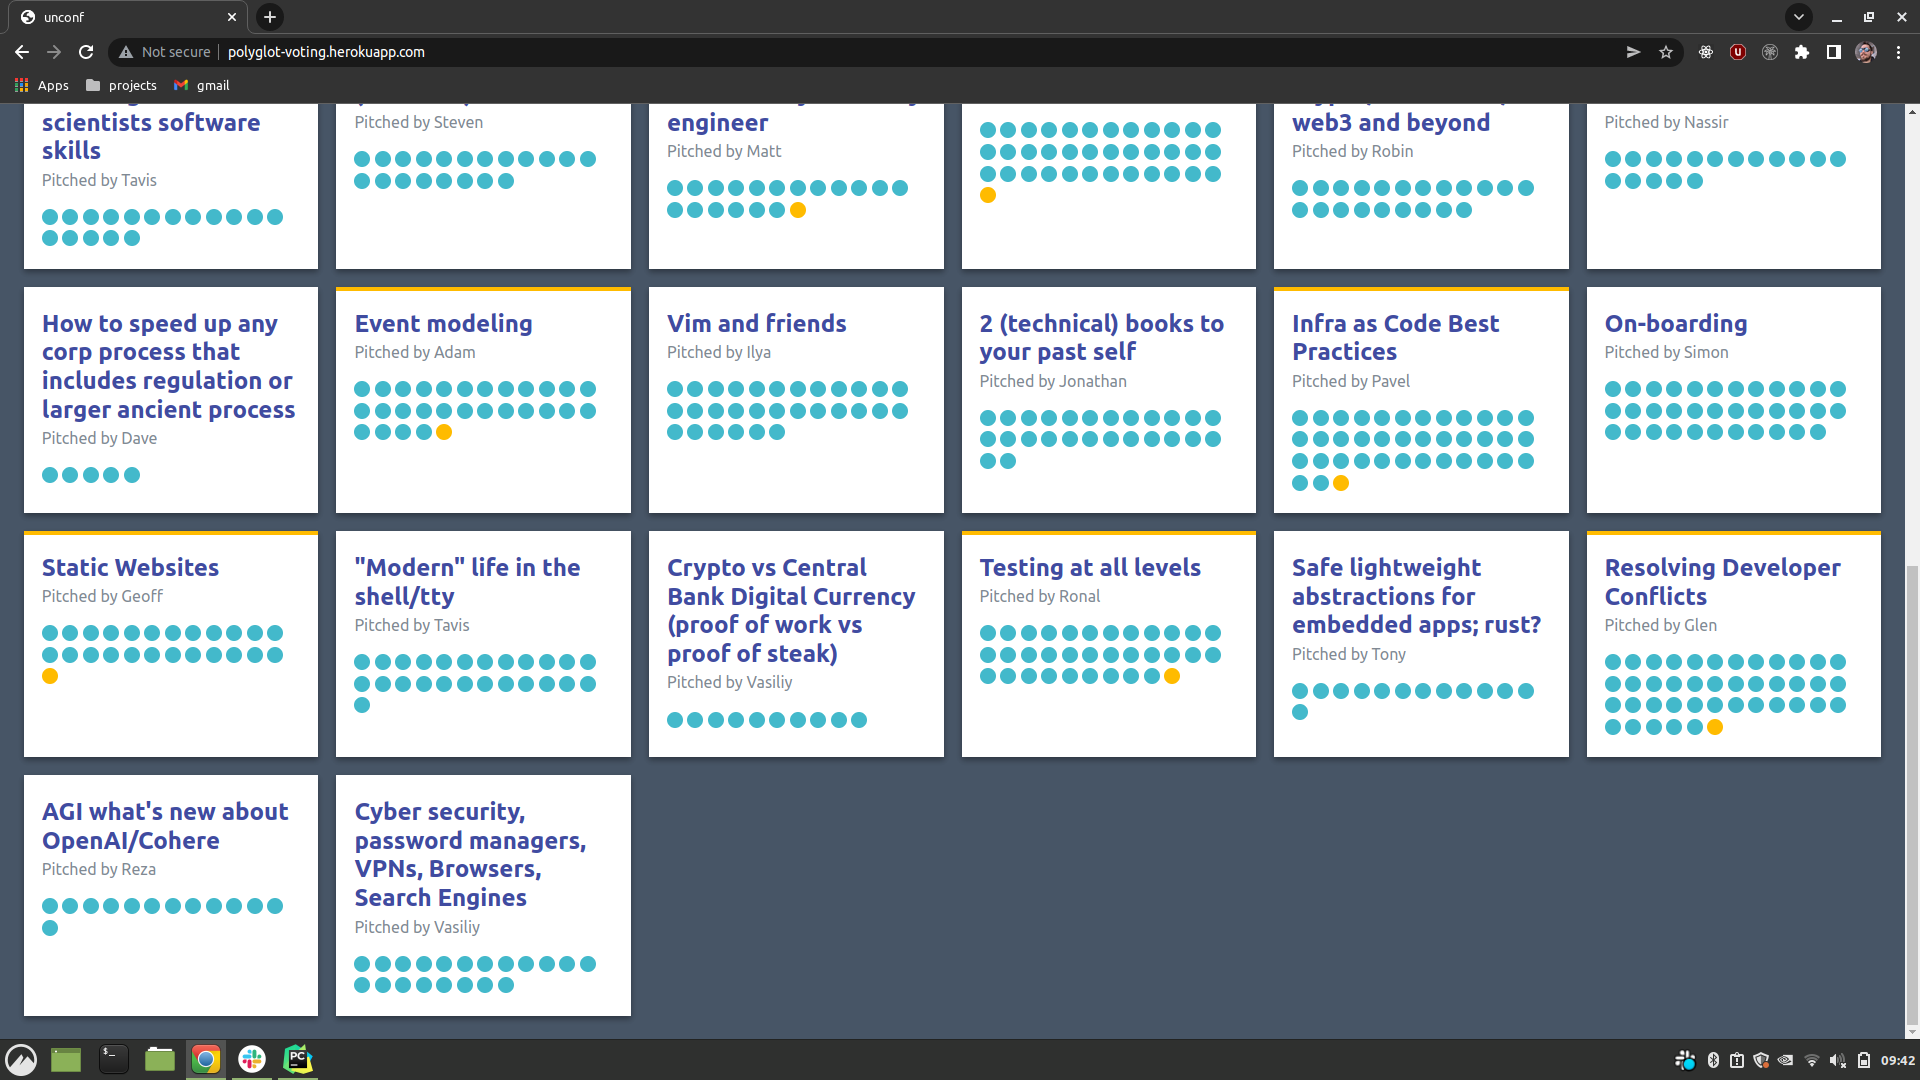 unconf
Not secure
polyglot-voting.herokuapp.com
Apps
projects
gmail
scientists software
skills
Pitched by Tavis
Pitched by Steven
engineer
Pitched by Matt
web3 and beyond
Pitched by Robin
Pitched by Nassir
How to speed up any
corp process that
includes regulation or
larger ancient process
Pitched by Dave
Event modeling
Pitched by Adam
Vim and friends
Pitched by Ilya
2 (technical) books to
your past self
Pitched by Jonathan
Infra as Code Best
Practices
Pitched by Pavel
On-boarding
Pitched by Simon
Static Websites
Pitched by Geoff
"Modern" life in the
shell/tty
Pitched by Tavis
Crypto vs Central
Bank Digital Currency
(proof of work vs
proof of steak)
Pitched by Vasiliy
Testing at all levels
Pitched by Ronal
Safe lightweight
abstractions for
embedded apps; rust?
Pitched by Tony
Resolving Developer
Conflicts
Pitched by Glen
AGI what's new about
OpenAI/Cohere
Pitched by Reza
Cyber security,
password managers,
VPNs, Browsers,
Search Engines
Pitched by Vasiliy
PC
09:42